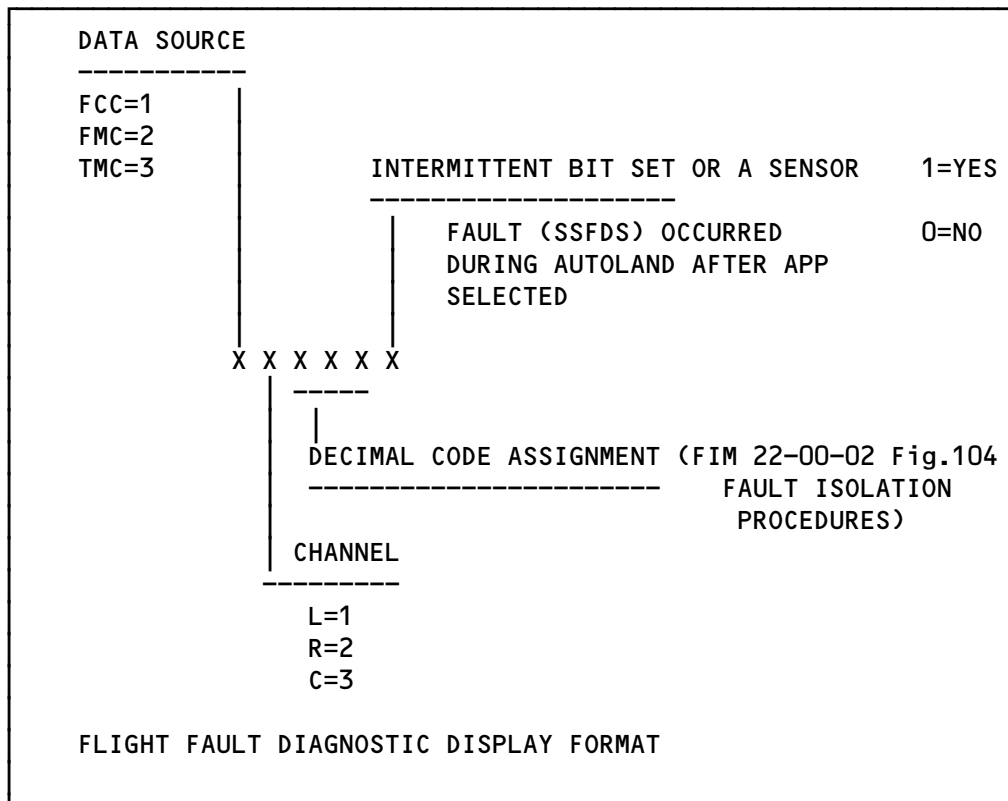 DATA SOURCE
FCC=1
FMC=2
TMC=3
INTERMITTENT BIT SET OR A SENSOR 1=YES
FAULT (SSFDS) OCCURRED 0=NO
DURING AUTOLAND AFTER APP
SELECTED
X X X X X X
DECIMAL CODE ASSIGNMENT (FIM 22-00-02 Fig.104
FAULT ISOLATION
PROCEDURES)
CHANNEL
L=1
R=2
C=3
FLIGHT FAULT DIAGNOSTIC DISPLAY FORMAT